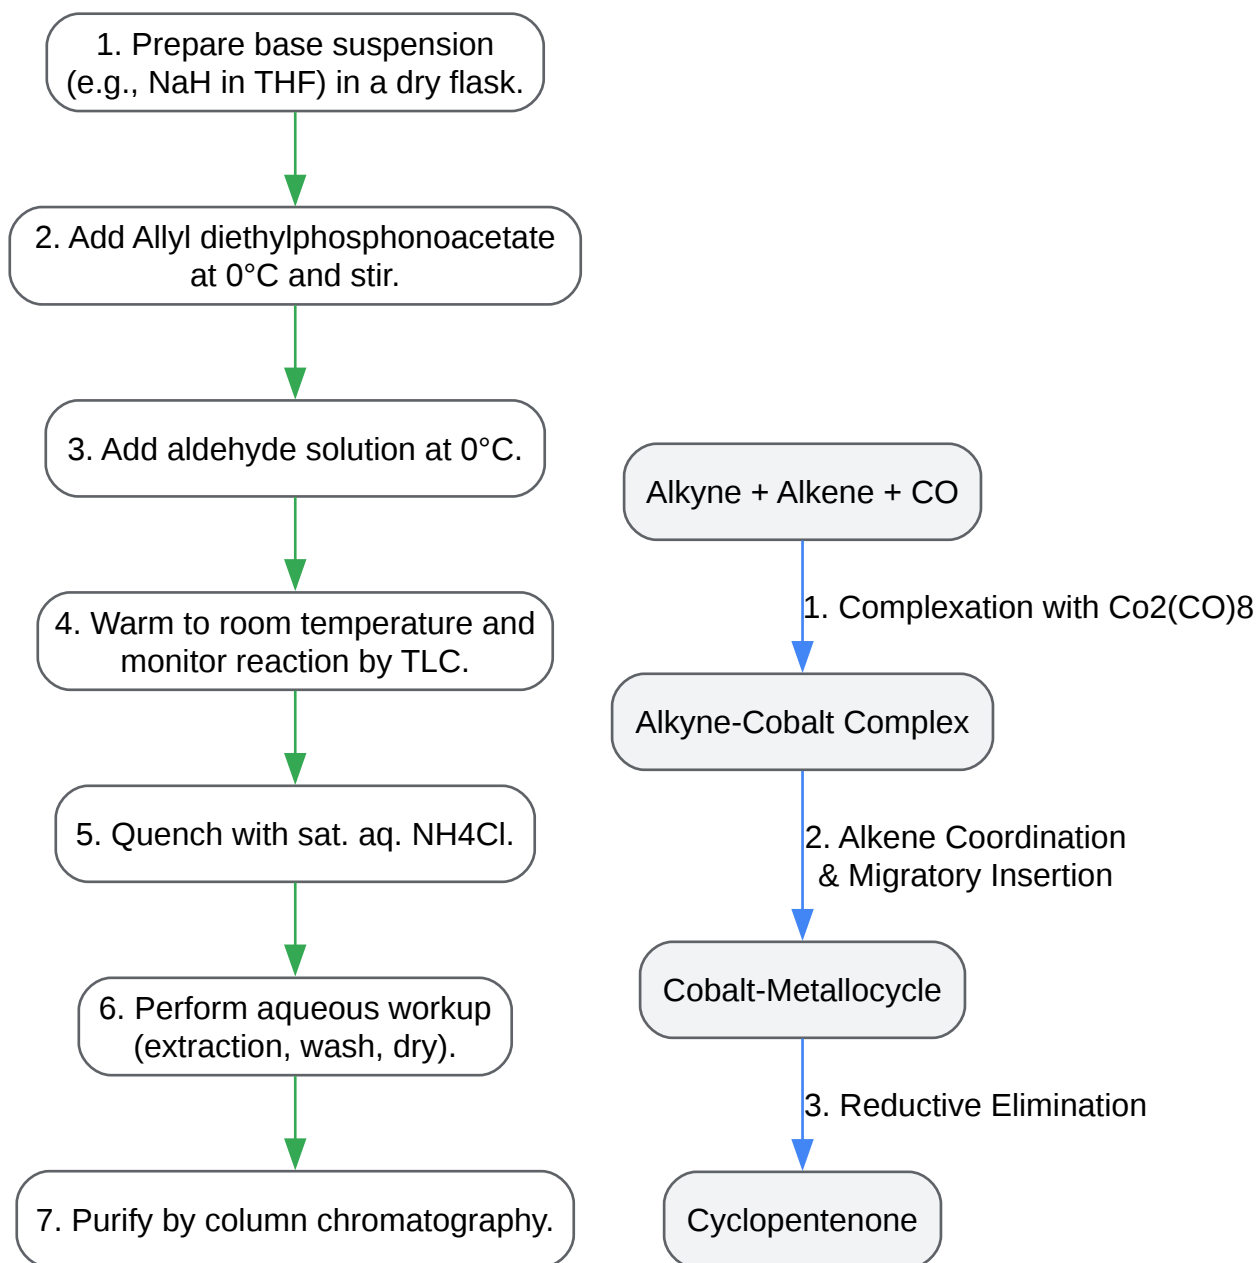 1. Prepare base suspension
(e.g., NaH in THF) in a dry flask.
2. Add Allyl diethylphosphonoacetate
at 0°C and stir.
3. Add aldehyde solution at 0°C.
4. Warm to room temperature and
monitor reaction by TLC.
5. Quench with sat. aq. NH4Cl.
6. Perform aqueous workup
(extraction, wash, dry).
7. Purify by column chromatography.
Alkyne + Alkene + CO
1. Complexation with Co2(CO)8
Alkyne-Cobalt Complex
2. Alkene Coordination
& Migratory Insertion
Cobalt-Metallocycle
3. Reductive Elimination
Cyclopentenone